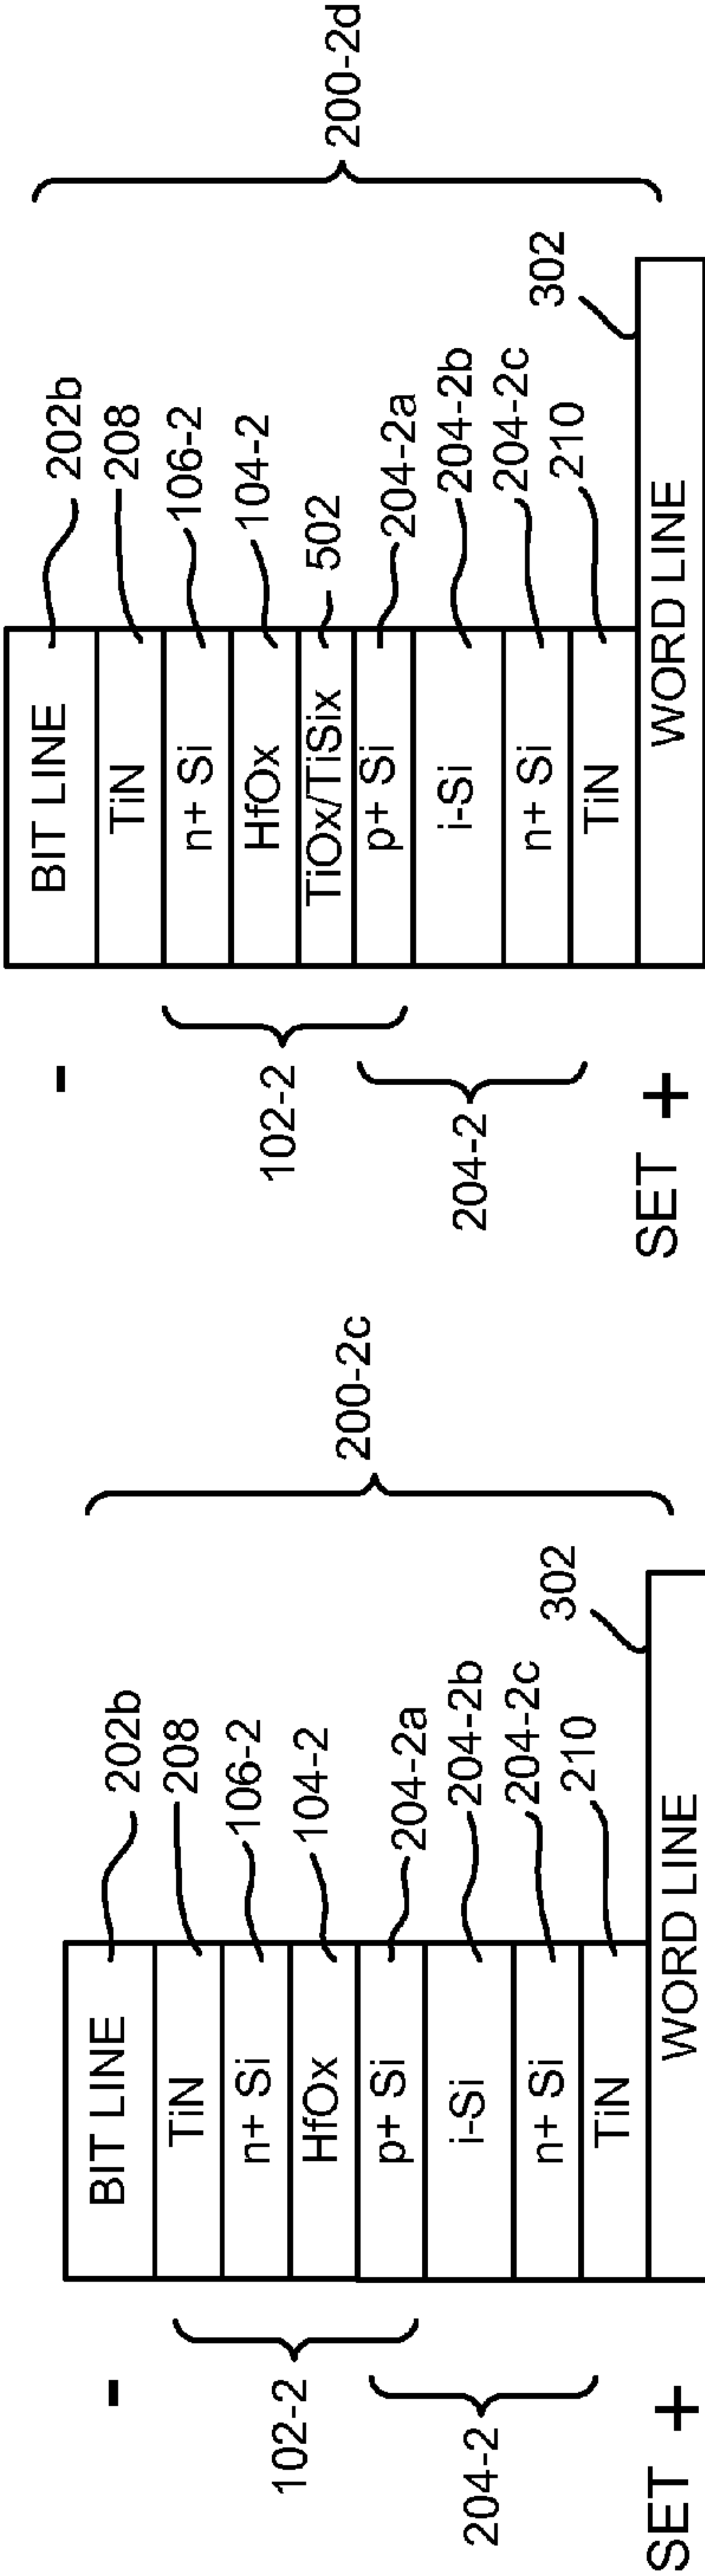 200-2c
-
BIT LINE
202b
TiN
208
n+ Si
106-2
HfOx
104-2
p+ Si
204-2a
i-Si
204-2b
n+ Si
204-2c
TiN
210
WORD LINE
302
102-2
204-2
SET +
200-2d
-
BIT LINE
202b
TiN
208
n+ Si
106-2
HfOx
104-2
TiOx/TiSix
502
p+ Si
204-2a
i-Si
204-2b
n+ Si
204-2c
TiN
210
WORD LINE
302
102-2
204-2
SET +